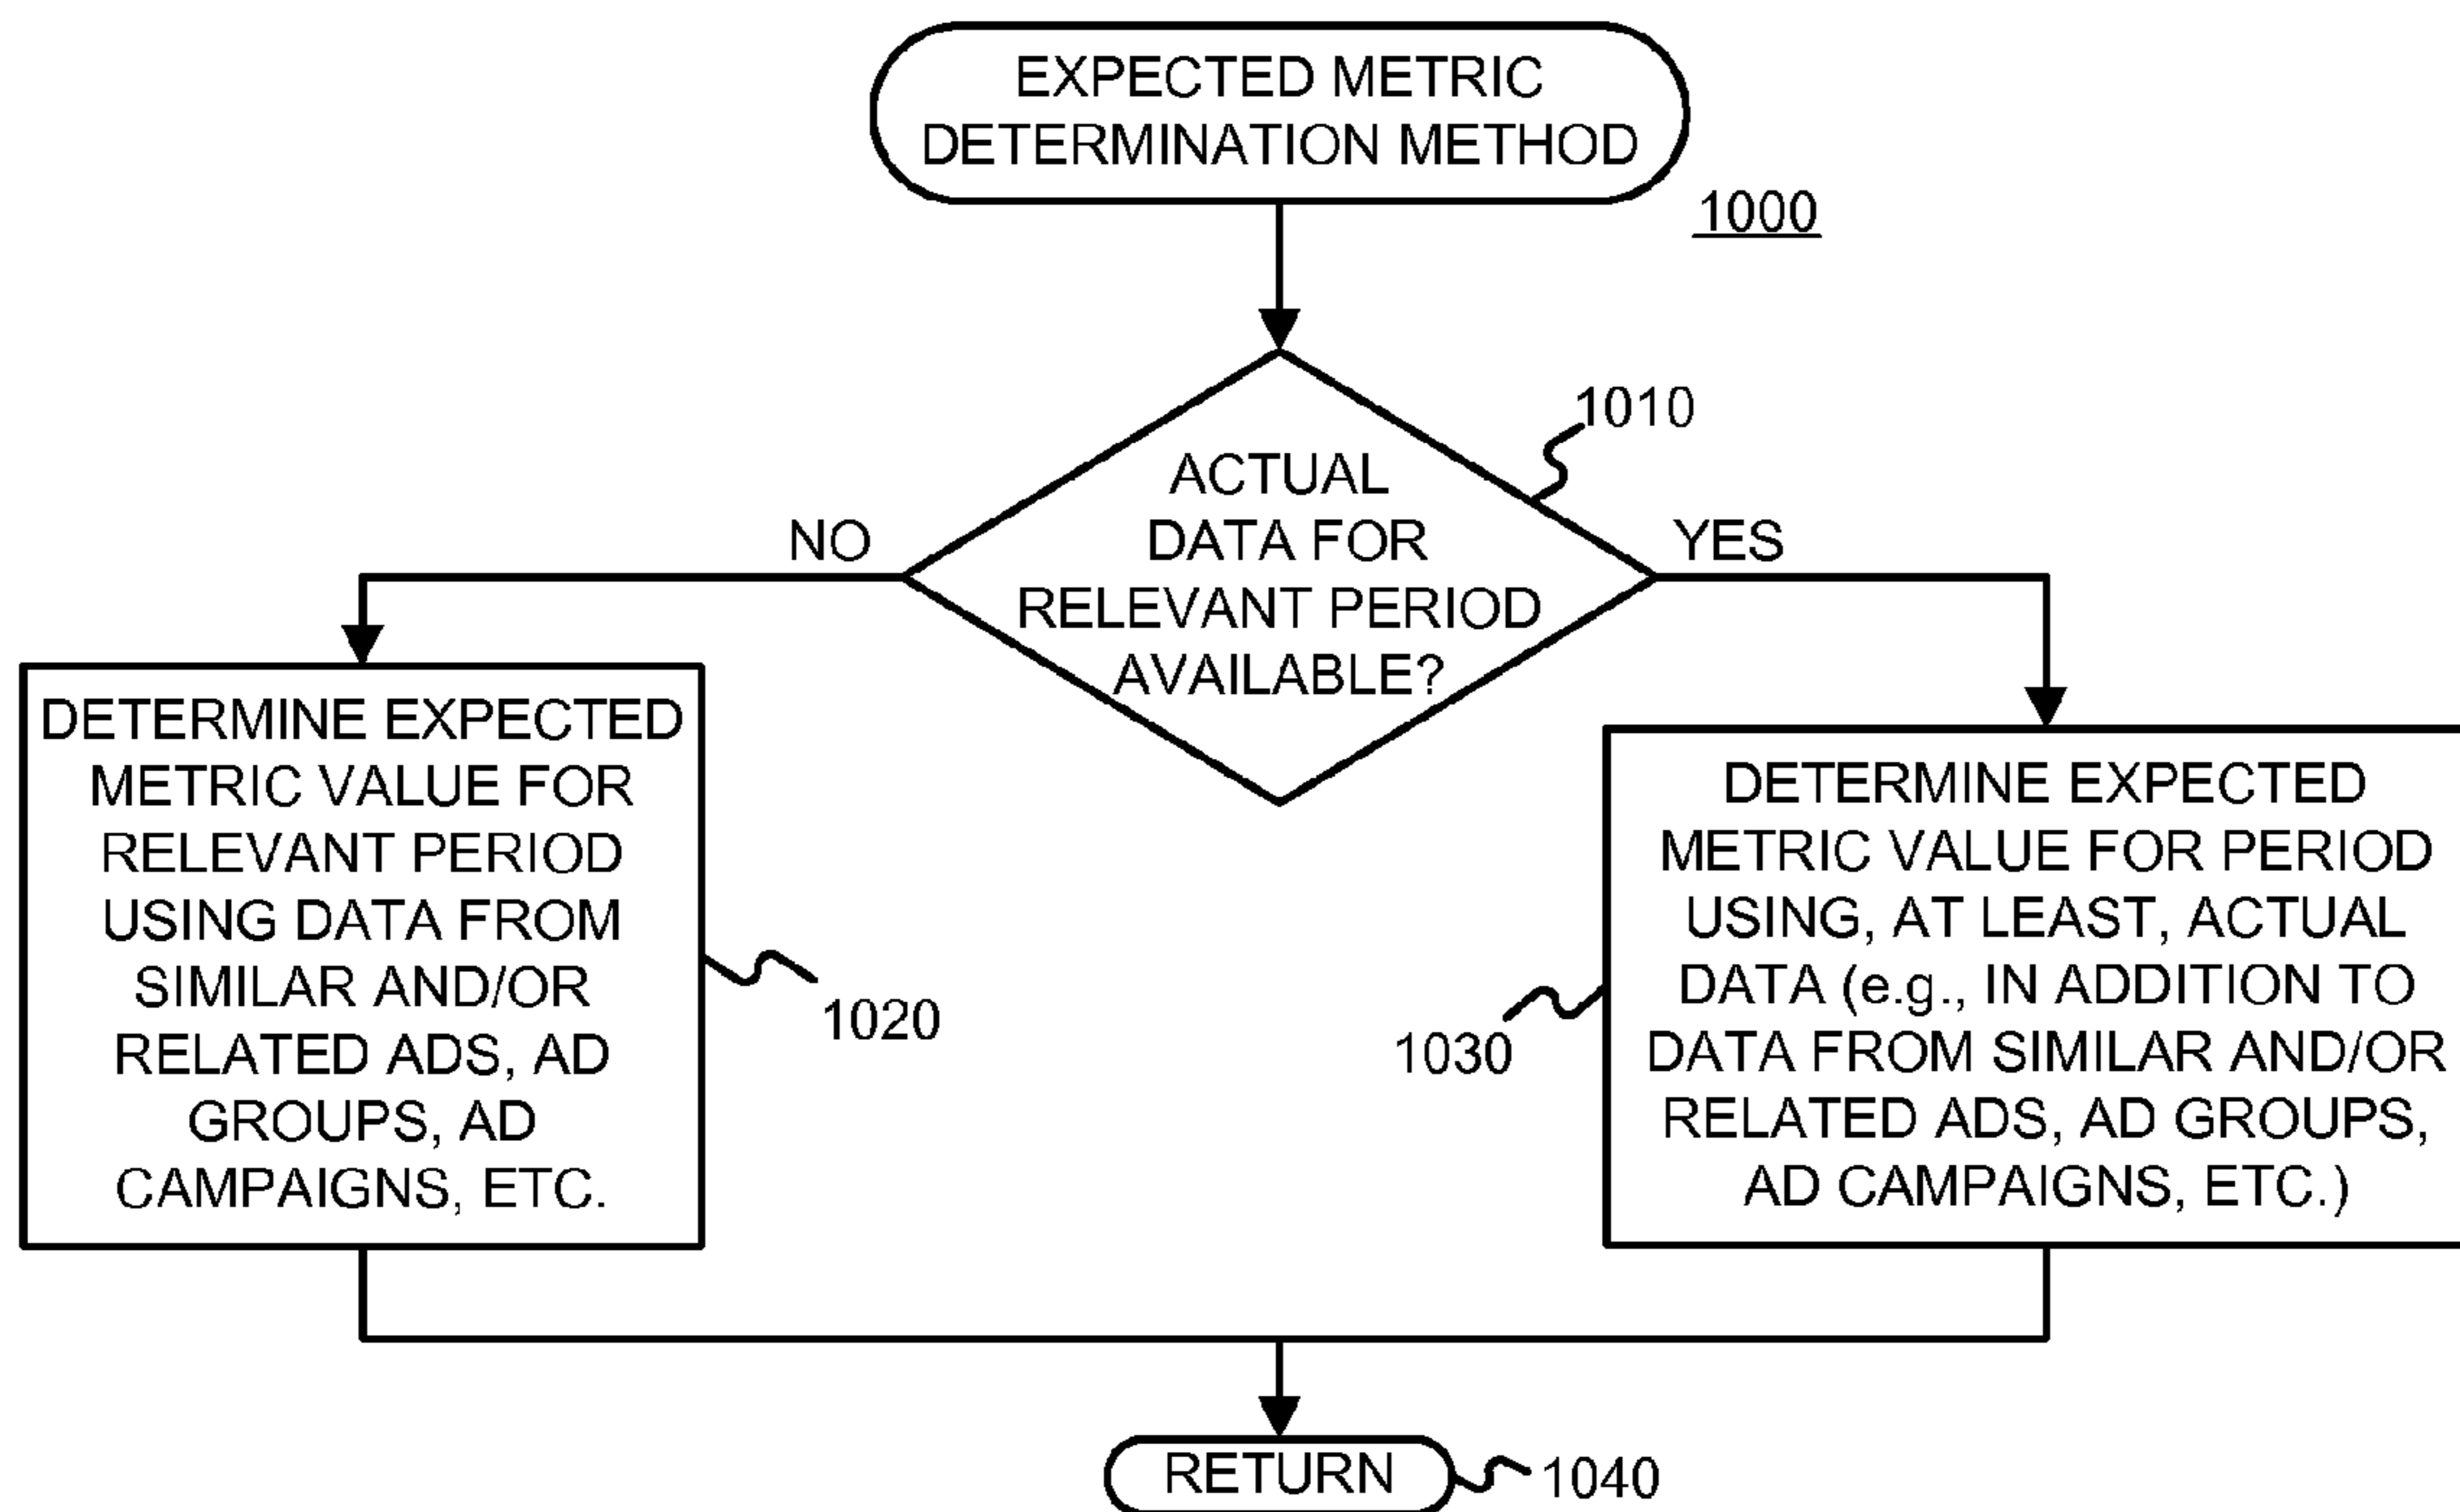 EXPECTED METRIC
DETERMINATION METHOD
1000
1010
ACTUAL
DATA FOR
RELEVANT PERIOD
AVAILABLE?
NO
YES
DETERMINE EXPECTED
METRIC VALUE FOR
RELEVANT PERIOD
USING DATA FROM
SIMILAR AND/OR
RELATED ADS, AD
GROUPS, AD
CAMPAIGNS, ETC.
1020
DETERMINE EXPECTED
METRIC VALUE FOR PERIOD
USING, AT LEAST, ACTUAL
DATA (e.g., IN ADDITION TO
DATA FROM SIMILAR AND/OR
RELATED ADS, AD GROUPS,
AD CAMPAIGNS, ETC.)
1030
RETURN
1040